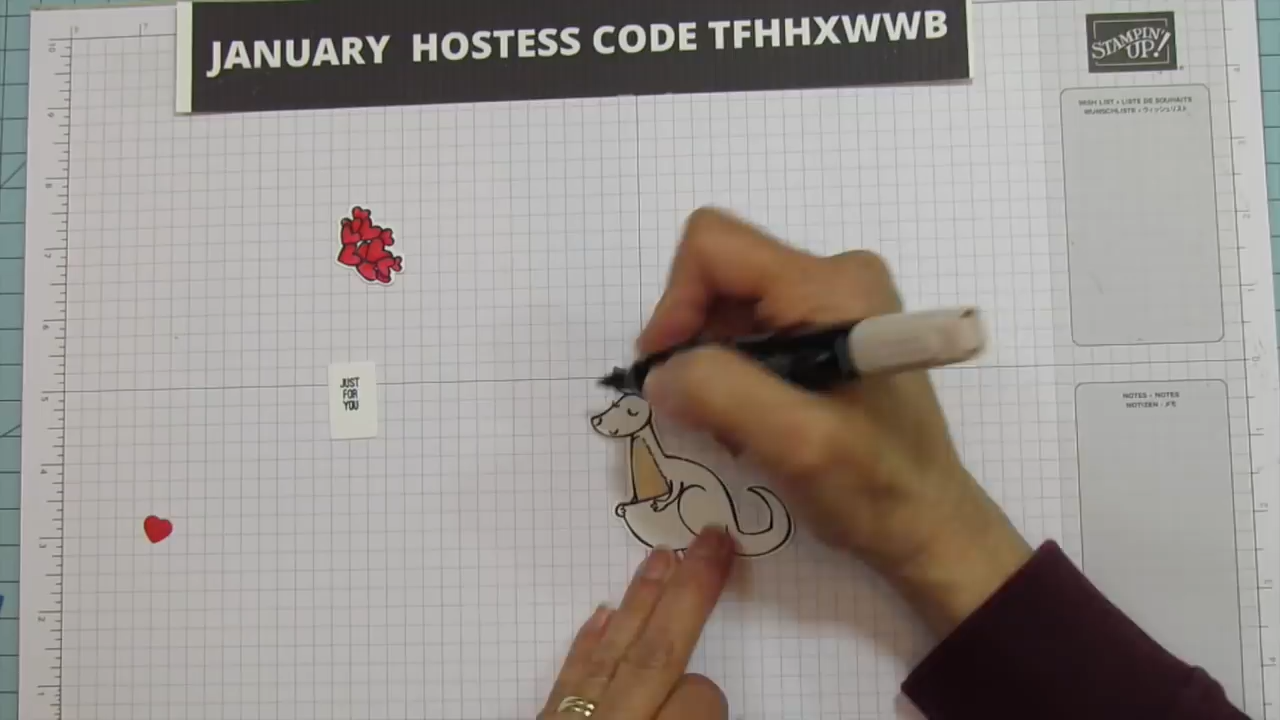 JANUARY HOSTESS CODE TFHHXWWB
STAMPIN'
UP!
WISH LIST • LISTE DE SOUHAITS
WUNSCHLISTE • ウィッシュリスト
JUST
FOR
YOU
NOTES • NOTES
NOTIZEN • メモ